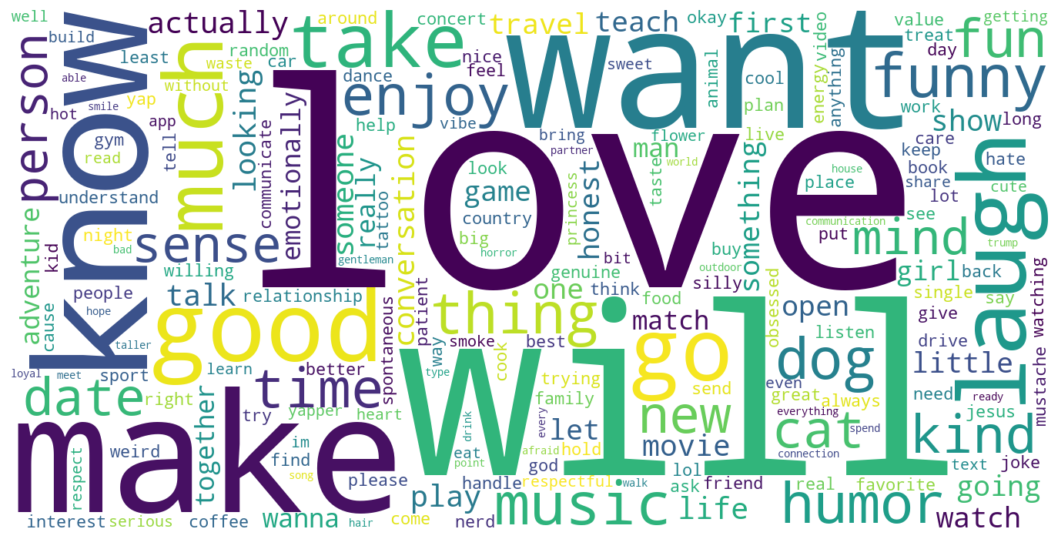 well
build
least
actually
random
waste
without
car
take
around
concert
nice
feel
travel
teach
okay
first
value
treat
getting
day
fun
person
hot
able
smile
yap
gym
app
read
tell
know
much
looking
dance
vibe
enjoy
want
sweet
cool
plan
animal
energy
video
anything
funny
work
show
long
understand
communicate
emotionally
help
someone
really
tattoo
conversation
look
game
country
big
horror
bring
partner
flower
man
taste
world
live
honest
princess
love
something
buy
place
house
communication
put
care
keep
book
share
hate
cute
lot
see
mind
laugh
adventure
kid
night
bad
sense
willing
gentleman
people
hope
cause
talk
relationship
genuine
bit
think
outdoor
silly
girl
back
trump
watching
mustache
taller
loyal
meet
sport
learn
good
time
better
spontaneous
patient
thing
one
food
match
obsessed
open
listen
single
say
give
drive
little
need
ready
smoke
best
way
type
cook
trying
family
go
send
dog
even
great
always
everything
spend
connection
date
right
together
try
yapper
heart
im
find
weird
please
make
will
eat
drink
point
every
afraid
hold
let
god
new
movie
cat
jesus
kind
text
joke
respect
interest
serious
coffee
wanna
song
hair
come
handle
play
nerd
respectful
walk
music
lol
ask
friend
life
real
favorite
humor
going
watch